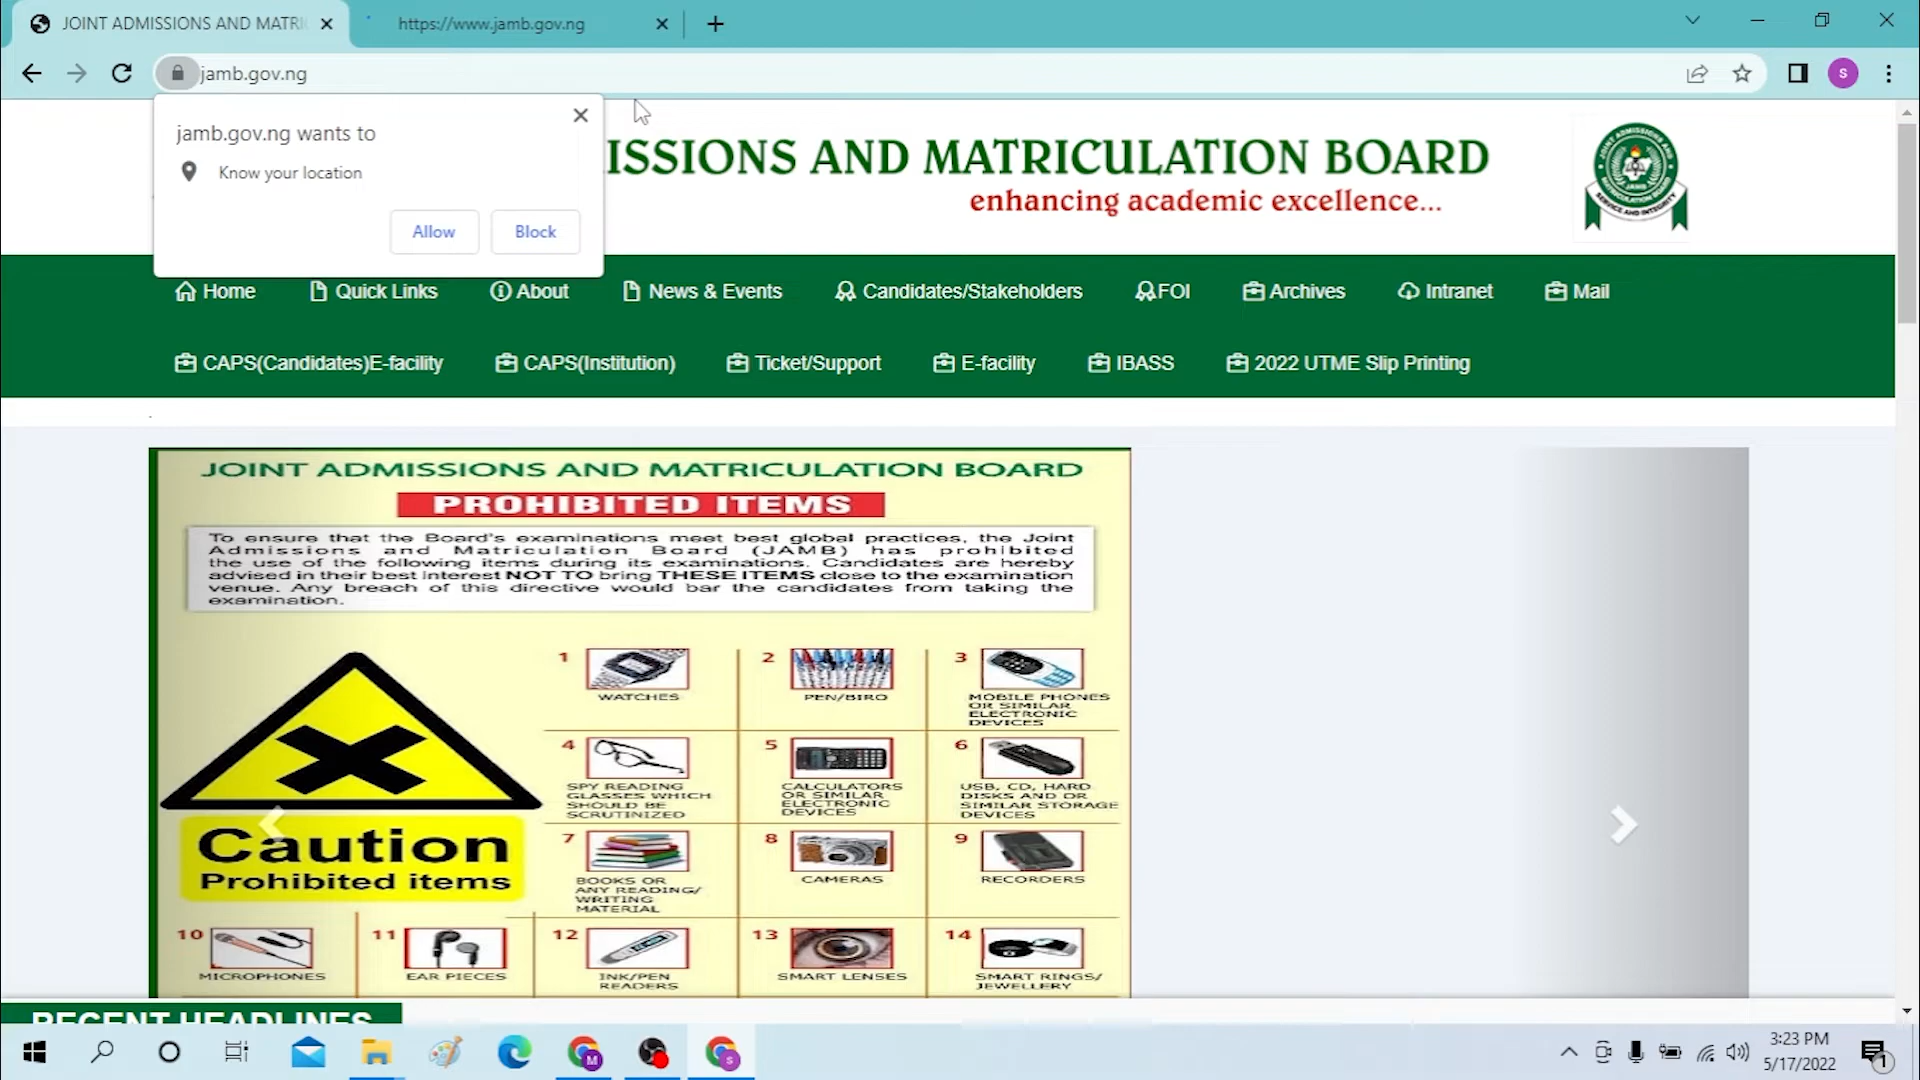 JOINT ADMISSIONS AND MATRI
https://www.jamb.gov.ng
jamb.gov.ng
S
jamb.gov.ng wants to
Know your location
Allow
Block
ISSIONS AND MATRICULATION BOARD
enhancing academic excellence...
Home
Quick Links
About
News & Events
Candidates/Stakeholders
FOI
Archives
Intranet
Mail
CAPS(Candidates)E-facility
CAPS(Institution)
Ticket/Support
E-facility
IBASS
2022 UTME Slip Printing
JOINT ADMISSIONS AND MATRICULATION BOARD
PROHIBITED ITEMS
To ensure that the Board's examinations meet best global practices, the Joint
Admissions and Matriculation Board (JAMB) has prohibited
the use of the following items during its examinations. Candidates are hereby
advised in their best interest NOT TO bring THESE ITEMS close to the examination
venue. Any breach of this directive would bar the candidates from taking the
examination.
1
WATCHES
2
PEN/BIRO
3
MOBILE PHONES
OR SIMILAR
ELECTRONIC
DEVICES
4
SPY READING
GLASSES WHICH
SHOULD BE
SCRUTINIZED
5
CALCULATORS
OR SIMILAR
ELECTRONIC
DEVICES
6
USB, CD, HARD
DISKS AND OR
SIMILAR STORAGE
DEVICES
Caution
Prohibited items
7
BOOKS OR
ANY READING/
WRITING
MATERIAL
8
CAMERAS
9
RECORDERS
10
MICROPHONES
11
EAR PIECES
12
INK/PEN
READERS
13
SMART LENSES
14
SMART RINGS/
JEWELLERY
RECENT HEADLINES
M
S
3:23 PM
5/17/2022
1